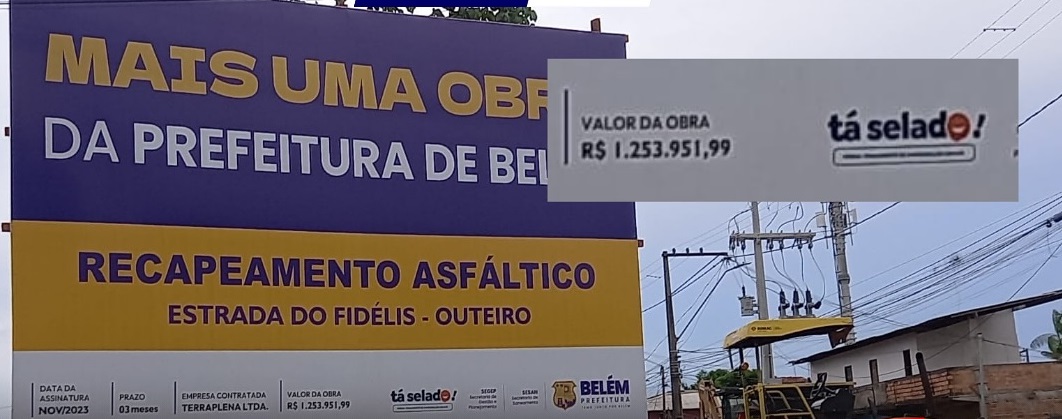 MAIS UMA OBR
DA PREFEITURA DE BEL
VALOR DA OBRA
R$ 1.253.951,99
tá selado!
RECAPEAMENTO ASFÁLTICO
ESTRADA DO FIDÉLIS - OUTEIRO
DATA DA
ASSINATURA
NOV/2023
PRAZO
03 meses
EMPRESA CONTRATADA
TERRAPLENA LTDA.
VALOR DA OBRA
R$ 1.253.951,99
tá selado!
SEGEP
Secretaria de
Gestão e
Planejamento
SESAN
Secretaria de
Saneamento
BELÉM
PREFEITURA